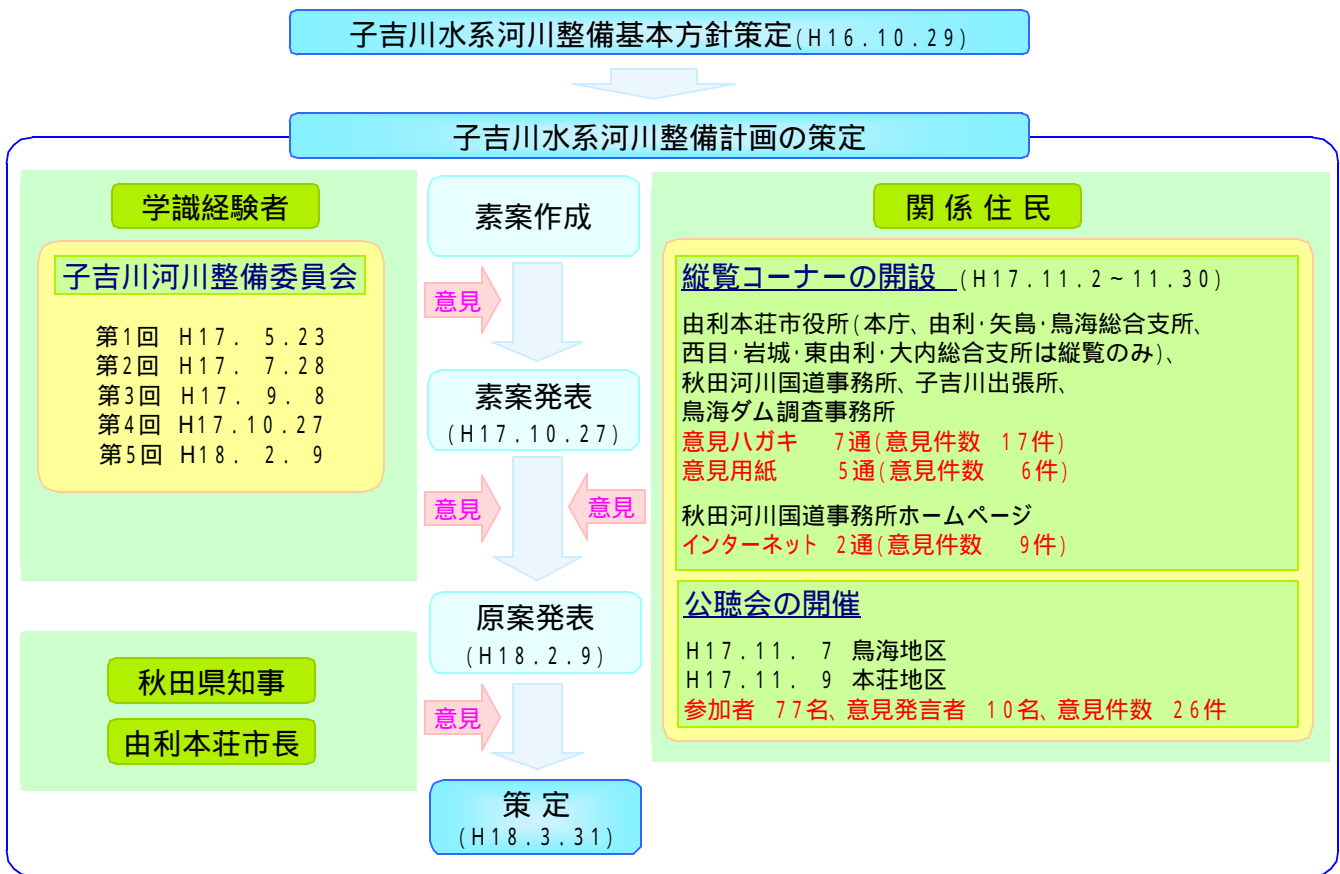 子吉川水系河川整備基本方針策定(H16.10.29)
子吉川水系河川整備計画の策定
学識経験者
子吉川河川整備委員会
第1回 H17. 5.23
第2回 H17. 7.28
第3回 H17. 9. 8
第4回 H17.10.27
第5回 H18. 2. 9
秋田県知事
由利本荘市長
素案作成
意見
素案発表
(H17.10.27)
意見
意見
原案発表
(H18.2.9)
意見
策 定
(H18.3.31)
関 係 住 民
縦覧コーナーの開設 (H17.11.2~11.30)
由利本荘市役所(本庁、由利・矢島・鳥海総合支所、
西目・岩城・東由利・大内総合支所は縦覧のみ)、
秋田河川国道事務所、子吉川出張所、
鳥海ダム調査事務所
意見ハガキ 7通(意見件数 17件)
意見用紙 5通(意見件数 6件)
秋田河川国道事務所ホームページ
インターネット 2通(意見件数 9件)
公聴会の開催
H17.11. 7 鳥海地区
H17.11. 9 本荘地区
参加者 77名、意見発言者 10名、意見件数 26件